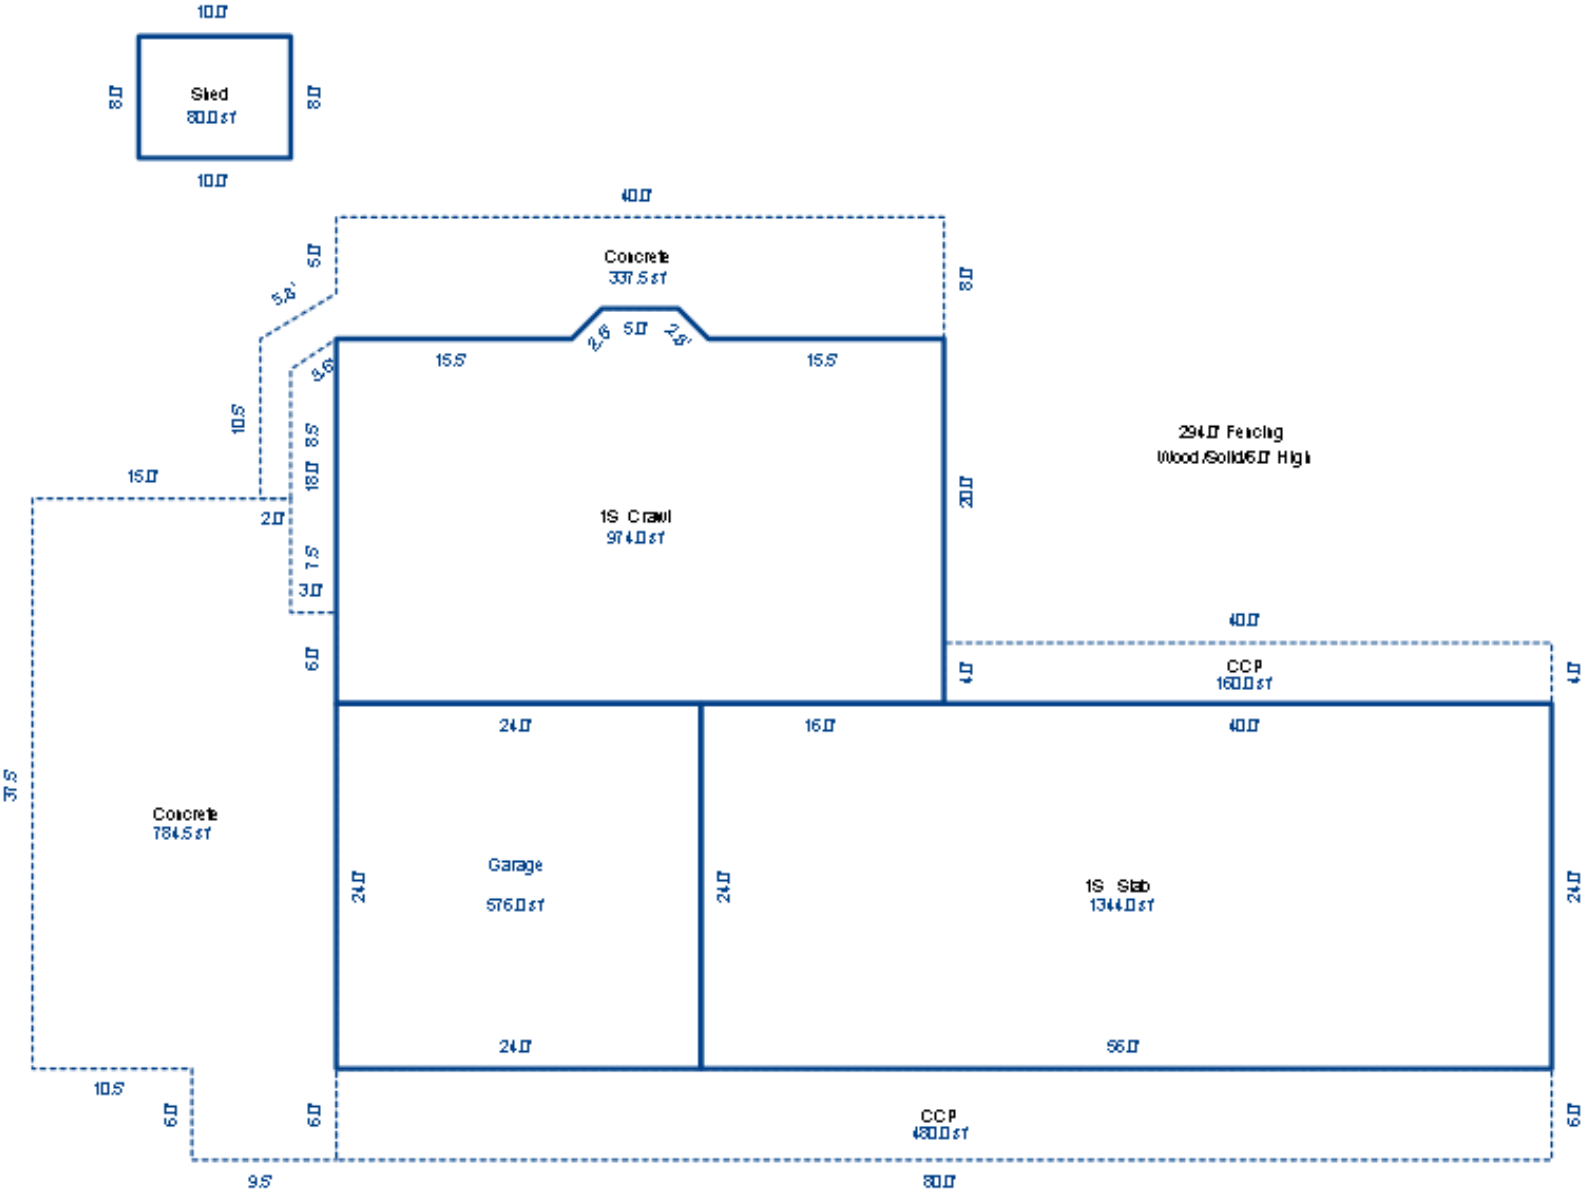 10.0'
8.0'
Shed
8.0'
80.0 sf
10.0'
40.0'
5.0'
Concrete
337.5 sf
8.0'
5.8'
2.8'
5.0'
2.8'
3.6'
15.5'
15.5'
10.5'
8.5'
294.0' Fencing
Wood/Solid/6.0' High
15.0'
18.0'
20.0'
2.0'
1S Crawl
974.0 sf
7.5'
3.0'
40.0'
6.0'
4.0'
CCP
160.0 sf
4.0'
24.0'
16.0'
40.0'
37.5'
Concrete
784.5 sf
Garage
24.0'
24.0'
1S Slab
24.0'
576.0 sf
1344.0 sf
24.0'
56.0'
10.5'
6.0'
6.0'
CCP
480.0 sf
6.0'
9.5'
80.0'